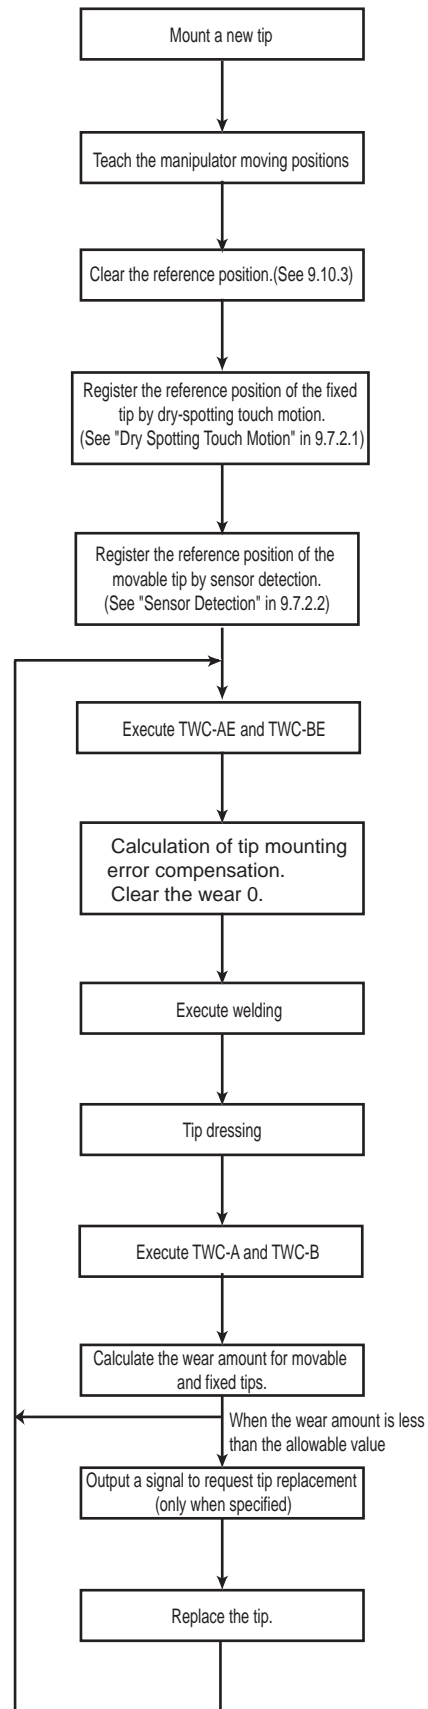 Mount a new tip
Teach the manipulator moving positions
Clear the reference position.(See 9.10.3)
Register the reference position of the fixed
tip by dry-spotting touch motion.
(See "Dry Spotting Touch Motion" in 9.7.2.1)
Register the reference position of the
movable tip by sensor detection.
(See "Sensor Detection" in 9.7.2.2)
Execute TWC-AE and TWC-BE
Calculation of tip mounting
error compensation.
Clear the wear 0.
Execute welding
Tip dressing
Execute TWC-A and TWC-B
Calculate the wear amount for movable
and fixed tips.
When the wear amount is less
than the allowable value
Output a signal to request tip replacement
(only when specified)
Replace the tip.